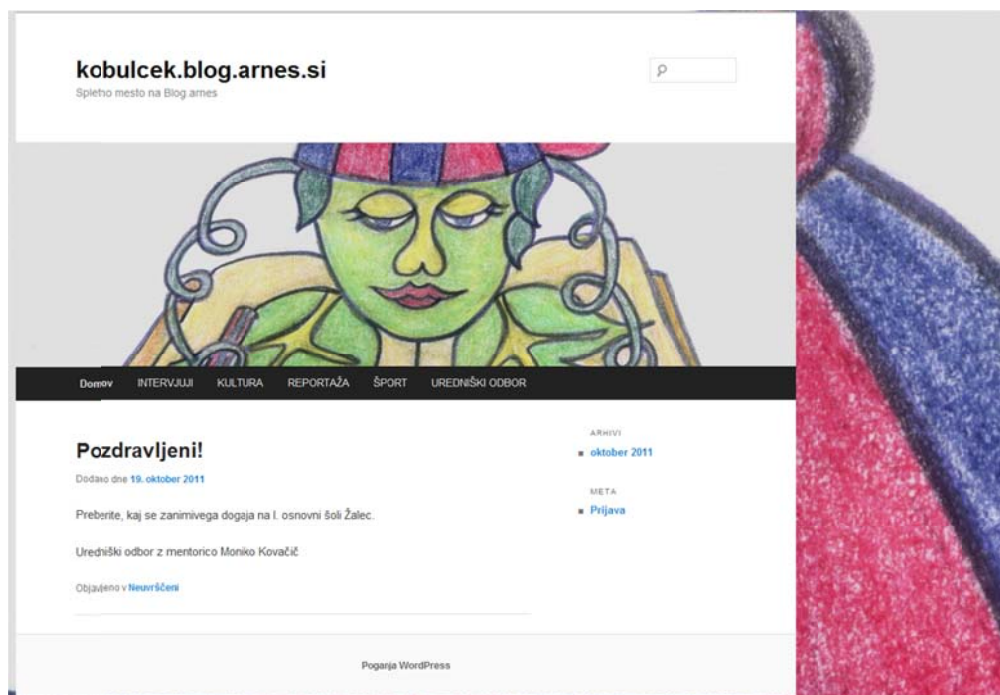 kobulcek.blog.arnes.si
Spletno mesto na Blog.arnes
Domov INTERVJUJI KULTURA REPORTAŽA ŠPORT UREDNIŠKI ODBOR
Pozdravljeni!
Dodano dne 19. oktober 2011
Preberite, kaj se zanimivega dogaja na I. osnovni šoli Žalec.
Uredniški odbor z mentorico Moniko Kovačič
Objavljeno v Neuvrščeni
ARHIVI
oktober 2011
META
Prijava
Poganja WordPress